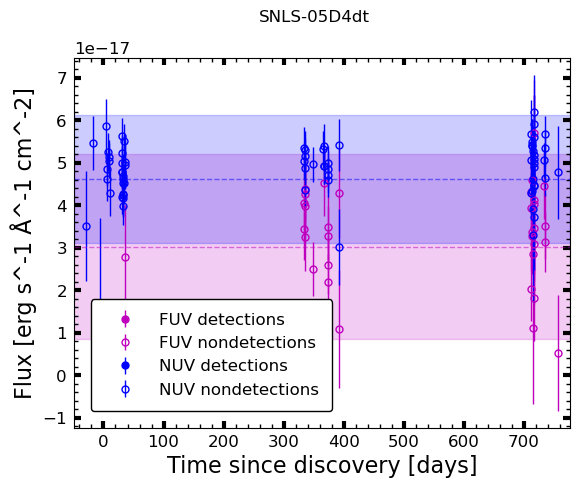 SNLS-05D4dt
1e−17
Flux [erg s^-1 Å^-1 cm^-2]
7
6
5
4
3
2
1
0
−1
FUV detections
FUV nondetections
NUV detections
NUV nondetections
0 100 200 300 400 500 600 700
Time since discovery [days]